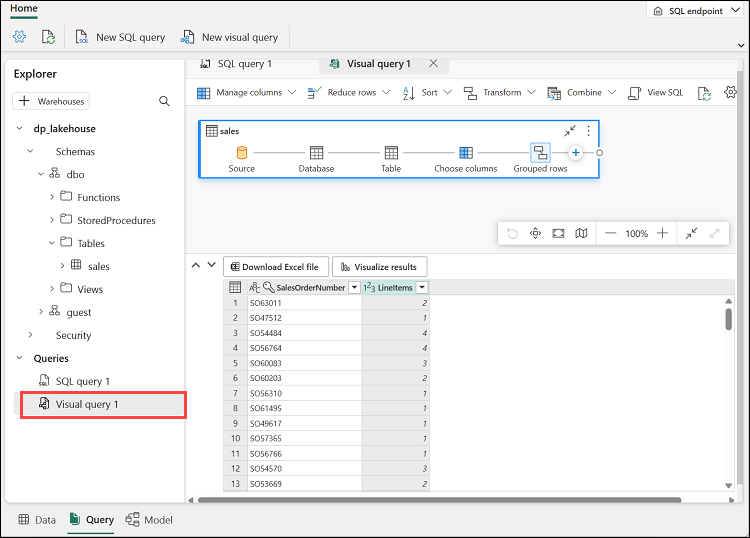 Home
SQL endpoint
New SQL query
New visual query
Explorer
+ Warehouses
dp_lakehouse
Schemas
dbo
Functions
StoredProcedures
Tables
sales
Views
guest
Security
Queries
SQL query 1
Visual query 1
SQL query 1
Visual query 1
Manage columns
Reduce rows
Sort
Transform
Combine
View SQL
sales
Source
Database
Table
Choose columns
Grouped rows
100%
Download Excel file
Visualize results
SalesOrderNumber LineItems
1 SO63011 2
2 SO47512 1
3 SO54484 4
4 SO56764 4
5 SO60083 3
6 SO60203 2
7 SO56310 1
8 SO61495 1
9 SO49617 1
10 SO57365 1
11 SO56766 1
12 SO54570 3
13 SO53669 2
Data
Query
Model